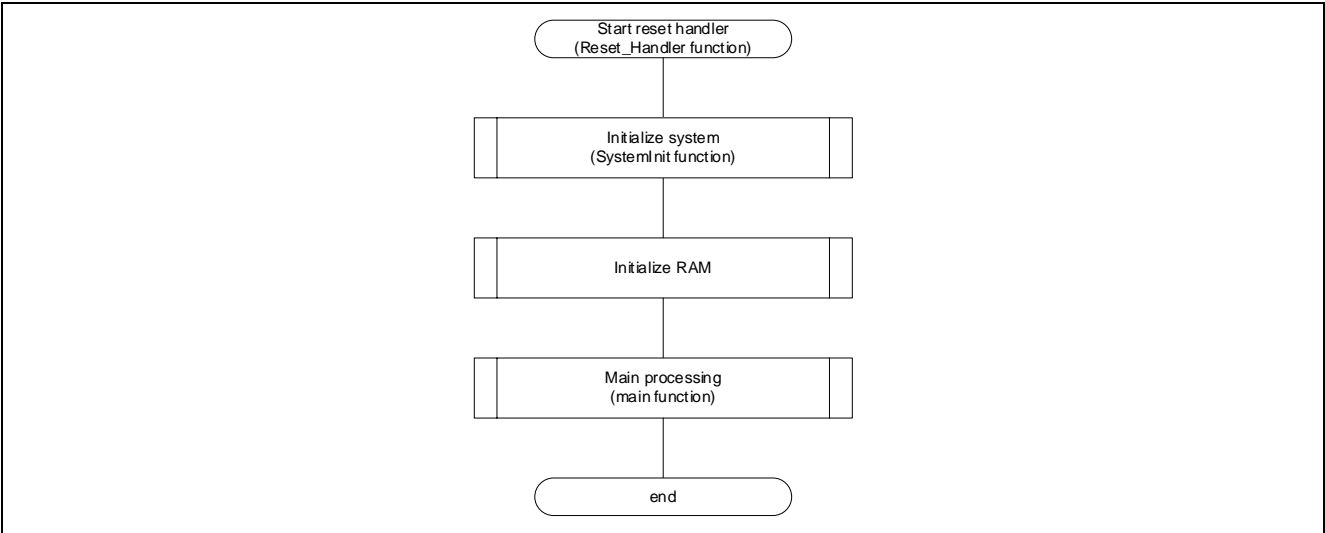 Start reset handler
(Reset_Handler function)
Initialize system
(SystemInit function)
Initialize RAM
Main processing
(main function)
end